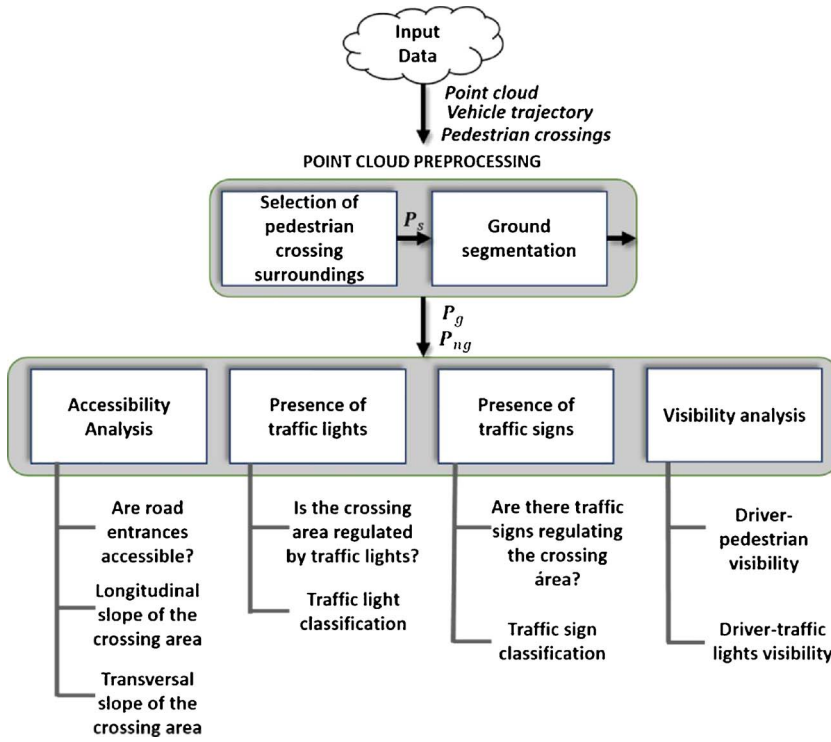 Input
Data
Point cloud
Vehicle trajectory
Pedestrian crossings
POINT CLOUD PREPROCESSING
Selection of
pedestrian
crossing
surroundings
P_s
Ground
segmentation
P_g
P_ng
Accessibility
Analysis
Presence of
traffic lights
Presence of
traffic signs
Visibility analysis
Are road
entrances
accessible?
Longitudinal
slope of the
crossing area
Transversal
slope of the
crossing area
Is the crossing
area regulated
by traffic lights?
Traffic light
classification
Are there traffic
signs regulating
the crossing
área?
Traffic sign
classification
Driver-
pedestrian
visibility
Driver-traffic
lights visibility